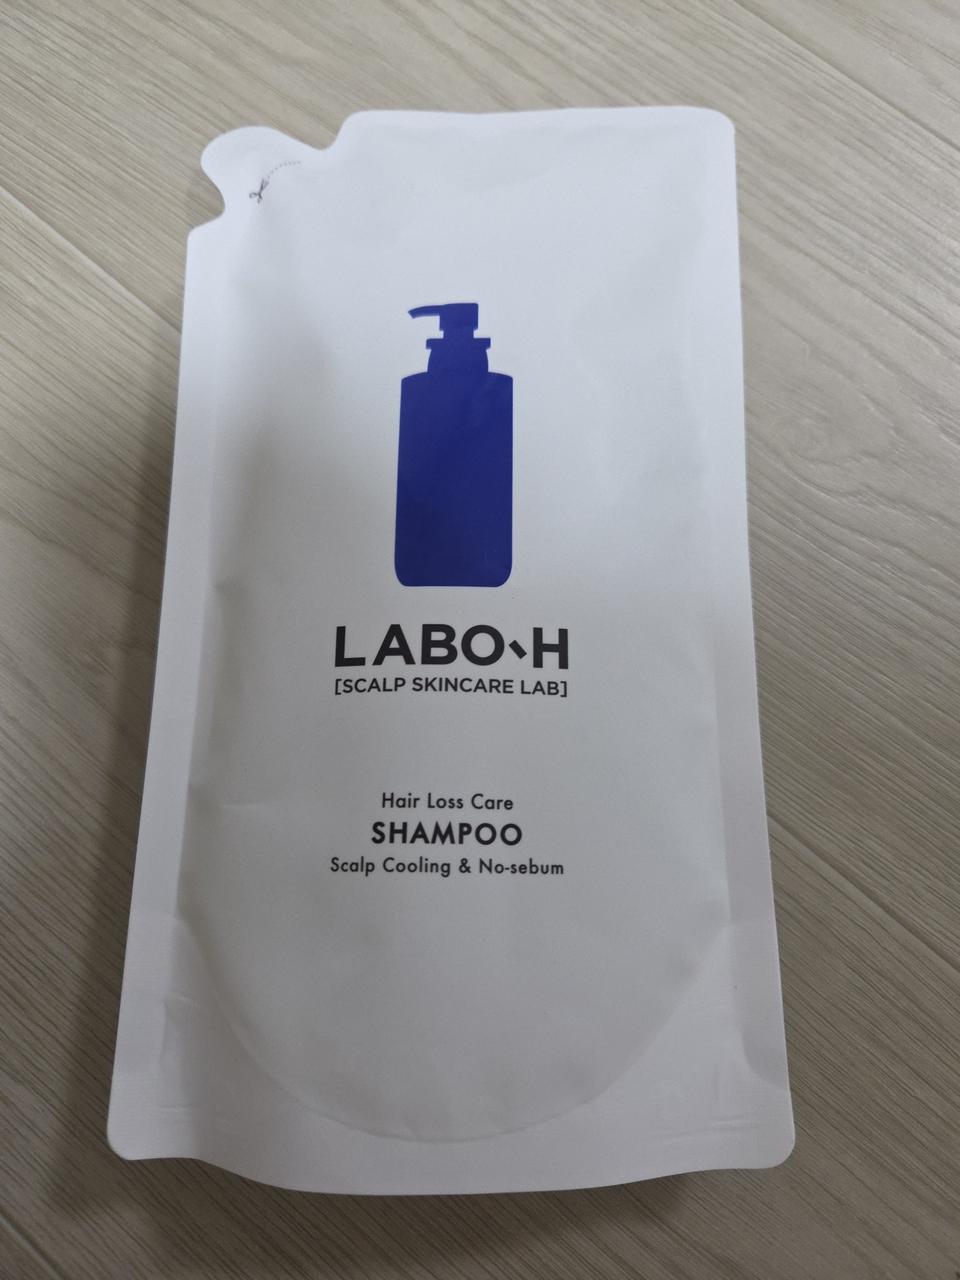 LABO-H
[SCALP SKINCARE LAB]
Hair Loss Care
SHAMPOO
Scalp Cooling & No-sebum